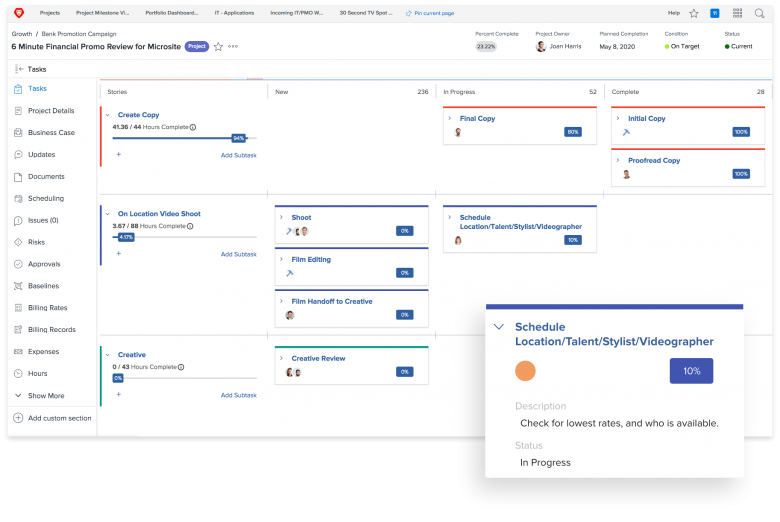 Projects
Project Milestone Vi...
Portfolio Dashboard...
IT - Applications
Incoming IT/PMO W...
30 Second TV Spot ...
Pin current page
Help
11
Growth / Bank Promotion Campaign
6 Minute Financial Promo Review for Microsite
Project
Percent Complete
23.22%
Project Owner
Joan Harris
Planned Completion
May 8, 2020
Condition
On Target
Status
Current
Tasks
Tasks
Project Details
Business Case
Updates
Documents
Scheduling
Issues (0)
Risks
Approvals
Baselines
Billing Rates
Billing Records
Expenses
Hours
Show More
Add custom section
Stories
New 236
In Progress 52
Complete 28
Create Copy
41.36 / 44 Hours Complete
94%
+ Add Subtask
Final Copy
80%
Initial Copy
100%
Proofread Copy
100%
On Location Video Shoot
3.67 / 88 Hours Complete
4.17%
+ Add Subtask
Shoot
0%
Film Editing
0%
Film Handoff to Creative
0%
Schedule
Location/Talent/Stylist/Videographer
10%
Creative
0 / 43 Hours Complete
0%
+ Add Subtask
Creative Review
0%
Schedule
Location/Talent/Stylist/Videographer
10%
Description
Check for lowest rates, and who is available.
Status
In Progress